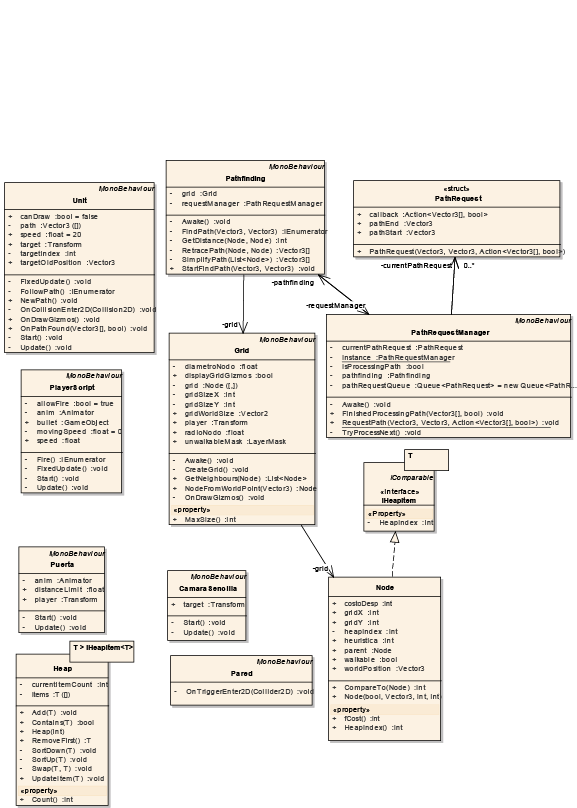 MonoBehaviour
Unit
+ canDraw :bool = false
- path :Vector3 ([])
+ speed :float = 20
+ target :Transform
- targetIndex :int
+ targetOldPosition :Vector3
- FixedUpdate() :void
- FollowPath() :IEnumerator
+ NewPath() :void
- OnCollisionEnter2D(Collision2D) :void
+ OnDrawGizmos() :void
+ OnPathFound(Vector3[], bool) :void
- Start() :void
- Update() :void
MonoBehaviour
Pathfinding
- grid :Grid
- requestManager :PathRequestManager
- Awake() :void
- FindPath(Vector3, Vector3) :IEnumerator
- GetDistance(Node, Node) :int
- RetracePath(Node, Node) :Vector3[]
- SimplifyPath(List<Node>) :Vector3[]
+ StartFindPath(Vector3, Vector3) :void
«struct»
PathRequest
+ callback :Action<Vector3[], bool>
+ pathEnd :Vector3
+ pathStart :Vector3
+ PathRequest(Vector3, Vector3, Action<Vector3[], bool>)
-currentPathRequest 0..*
-pathfinding
-requestManager
-grid
MonoBehaviour
PathRequestManager
- currentPathRequest :PathRequest
- instance :PathRequestManager
- isProcessingPath :bool
- pathfinding :Pathfinding
- pathRequestQueue :Queue<PathRequest> = new Queue<PathR...
- Awake() :void
+ FinishedProcessingPath(Vector3[], bool) :void
+ RequestPath(Vector3, Vector3, Action<Vector3[], bool>) :void
- TryProcessNext() :void
MonoBehaviour
Grid
- diametroNodo :float
+ displayGridGizmos :bool
- grid :Node ([,])
- gridSizeX :int
- gridSizeY :int
+ gridWorldSize :Vector2
+ player :Transform
+ radioNodo :float
+ unwalkableMask :LayerMask
- Awake() :void
- CreateGrid() :void
+ GetNeighbours(Node) :List<Node>
+ NodeFromWorldPoint(Vector3) :Node
- OnDrawGizmos() :void
«property»
+ MaxSize() :int
MonoBehaviour
PlayerScript
- allowFire :bool = true
- anim :Animator
+ bullet :GameObject
- movingSpeed :float = 0
+ speed :float
- Fire() :IEnumerator
- FixedUpdate() :void
- Start() :void
- Update() :void
T
IComparable
«interface»
IHeapItem
«Property»
- HeapIndex :int
-grid
MonoBehaviour
Puerta
- anim :Animator
+ distanceLimit :float
+ player :Transform
- Start() :void
- Update() :void
MonoBehaviour
Camara Sencilla
+ target :Transform
- Start() :void
- Update() :void
Node
+ costoDesp :int
+ gridX :int
+ gridY :int
- heapIndex :int
+ heuristica :int
+ parent :Node
+ walkable :bool
+ worldPosition :Vector3
+ CompareTo(Node) :int
+ Node(bool, Vector3, int, int)
«property»
+ fCost() :int
+ HeapIndex() :int
T > IHeapItem<T>
Heap
- currentItemCount :int
- items :T ([])
+ Add(T) :void
+ Contains(T) :bool
+ Heap(int)
+ RemoveFirst() :T
- SortDown(T) :void
- SortUp(T) :void
- Swap(T, T) :void
+ UpdateItem(T) :void
«property»
+ Count() :int
MonoBehaviour
Pared
- OnTriggerEnter2D(Collider2D) :void